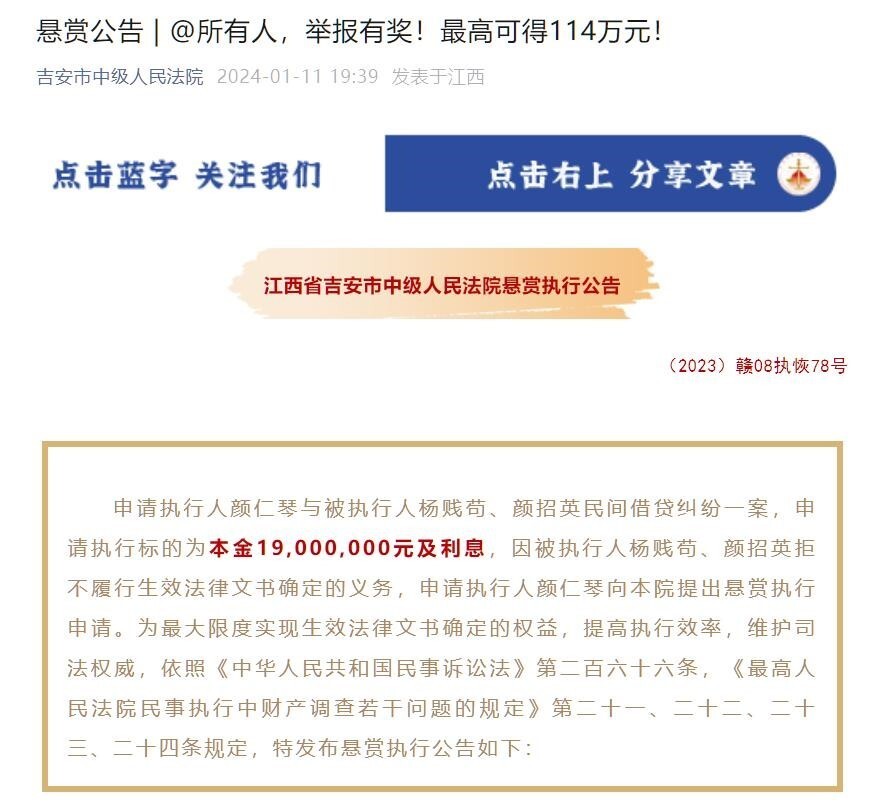 悬赏公告 | @所有人，举报有奖！最高可得114万元！
吉安市中级人民法院 2024-01-11 19:39 发表于江西
点击蓝字 关注我们
点击右上 分享文章
江西省吉安市中级人民法院悬赏执行公告
（2023）赣08执恢78号
申请执行人颜仁琴与被执行人杨贱苟、颜招英民间借贷纠纷一案，申
请执行标的为本金19,000,000元及利息，因被执行人杨贱苟、颜招英拒
不履行生效法律文书确定的义务，申请执行人颜仁琴向本院提出悬赏执行
申请。为最大限度实现生效法律文书确定的权益，提高执行效率，维护司
法权威，依照《中华人民共和国民事诉讼法》第二百六十六条，《最高人
民法院民事执行中财产调查若干问题的规定》第二十一、二十二、二十
三、二十四条规定，特发布悬赏执行公告如下：